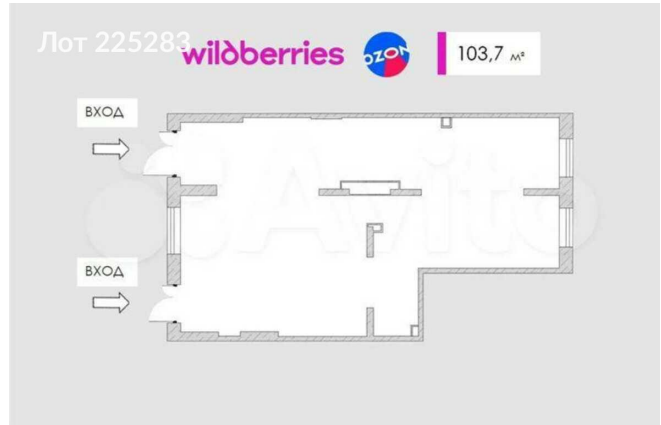 Лот 225283
wildberries
OZON
103,7 м²
ВХОД
Avito
ВХОД